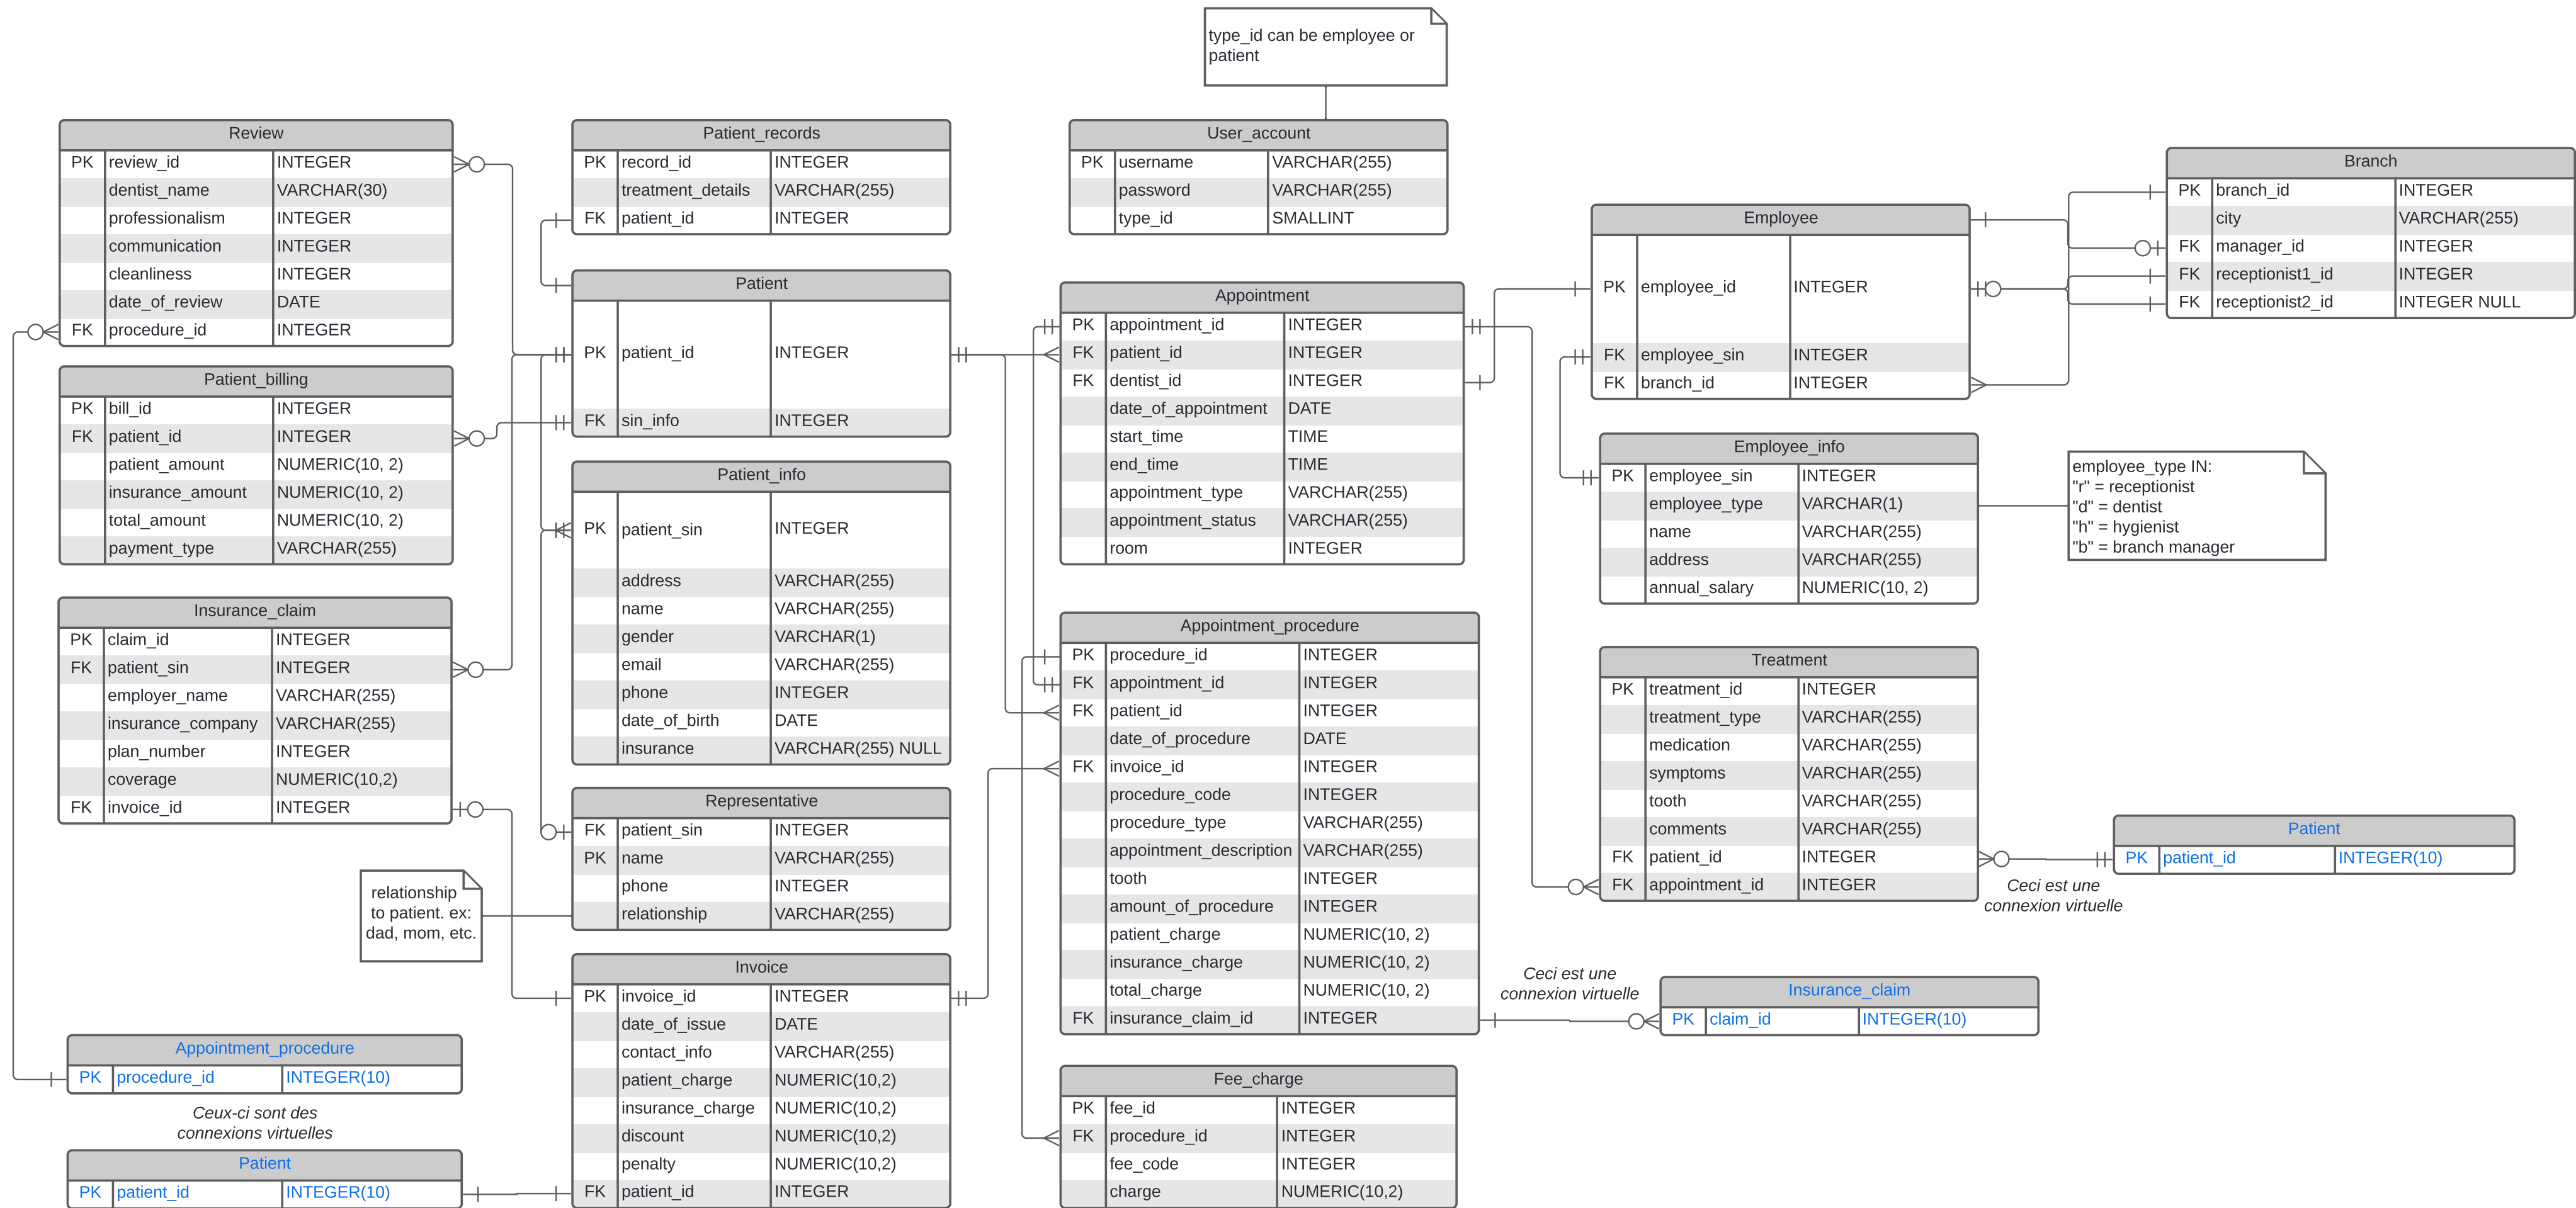 type_id can be employee or
patient
Review
PK review_id INTEGER
dentist_name VARCHAR(30)
professionalism INTEGER
communication INTEGER
cleanliness INTEGER
date_of_review DATE
FK procedure_id INTEGER
Patient_billing
PK bill_id INTEGER
FK patient_id INTEGER
patient_amount NUMERIC(10, 2)
insurance_amount NUMERIC(10, 2)
total_amount NUMERIC(10, 2)
payment_type VARCHAR(255)
Insurance_claim
PK claim_id INTEGER
FK patient_sin INTEGER
employer_name VARCHAR(255)
insurance_company VARCHAR(255)
plan_number INTEGER
coverage NUMERIC(10,2)
FK invoice_id INTEGER
relationship
to patient. ex:
dad, mom, etc.
Appointment_procedure
PK procedure_id INTEGER(10)
Ceux-ci sont des
connexions virtuelles
Patient
PK patient_id INTEGER(10)
Patient_records
PK record_id INTEGER
treatment_details VARCHAR(255)
FK patient_id INTEGER
Patient
PK patient_id INTEGER
FK sin_info INTEGER
Patient_info
PK patient_sin INTEGER
address VARCHAR(255)
name VARCHAR(255)
gender VARCHAR(1)
email VARCHAR(255)
phone INTEGER
date_of_birth DATE
insurance VARCHAR(255) NULL
Representative
FK patient_sin INTEGER
PK name VARCHAR(255)
phone INTEGER
relationship VARCHAR(255)
Invoice
PK invoice_id INTEGER
date_of_issue DATE
contact_info VARCHAR(255)
patient_charge NUMERIC(10,2)
insurance_charge NUMERIC(10,2)
discount NUMERIC(10,2)
penalty NUMERIC(10,2)
FK patient_id INTEGER
User_account
PK username VARCHAR(255)
password VARCHAR(255)
type_id SMALLINT
Appointment
PK appointment_id INTEGER
FK patient_id INTEGER
FK dentist_id INTEGER
date_of_appointment DATE
start_time TIME
end_time TIME
appointment_type VARCHAR(255)
appointment_status VARCHAR(255)
room INTEGER
Appointment_procedure
PK procedure_id INTEGER
FK appointment_id INTEGER
FK patient_id INTEGER
date_of_procedure DATE
FK invoice_id INTEGER
procedure_code INTEGER
procedure_type VARCHAR(255)
appointment_description VARCHAR(255)
tooth INTEGER
amount_of_procedure INTEGER
patient_charge NUMERIC(10, 2)
insurance_charge NUMERIC(10, 2)
total_charge NUMERIC(10, 2)
FK insurance_claim_id INTEGER
Fee_charge
PK fee_id INTEGER
FK procedure_id INTEGER
fee_code INTEGER
charge NUMERIC(10,2)
Employee
PK employee_id INTEGER
FK employee_sin INTEGER
FK branch_id INTEGER
Employee_info
PK employee_sin INTEGER
employee_type VARCHAR(1)
name VARCHAR(255)
address VARCHAR(255)
annual_salary NUMERIC(10, 2)
Treatment
PK treatment_id INTEGER
treatment_type VARCHAR(255)
medication VARCHAR(255)
symptoms VARCHAR(255)
tooth VARCHAR(255)
comments VARCHAR(255)
FK patient_id INTEGER
FK appointment_id INTEGER
Ceci est une
connexion virtuelle
Insurance_claim
PK claim_id INTEGER(10)
Branch
PK branch_id INTEGER
city VARCHAR(255)
FK manager_id INTEGER
FK receptionist1_id INTEGER
FK receptionist2_id INTEGER NULL
employee_type IN:
"r" = receptionist
"d" = dentist
"h" = hygienist
"b" = branch manager
Patient
PK patient_id INTEGER(10)
Ceci est une
connexion virtuelle